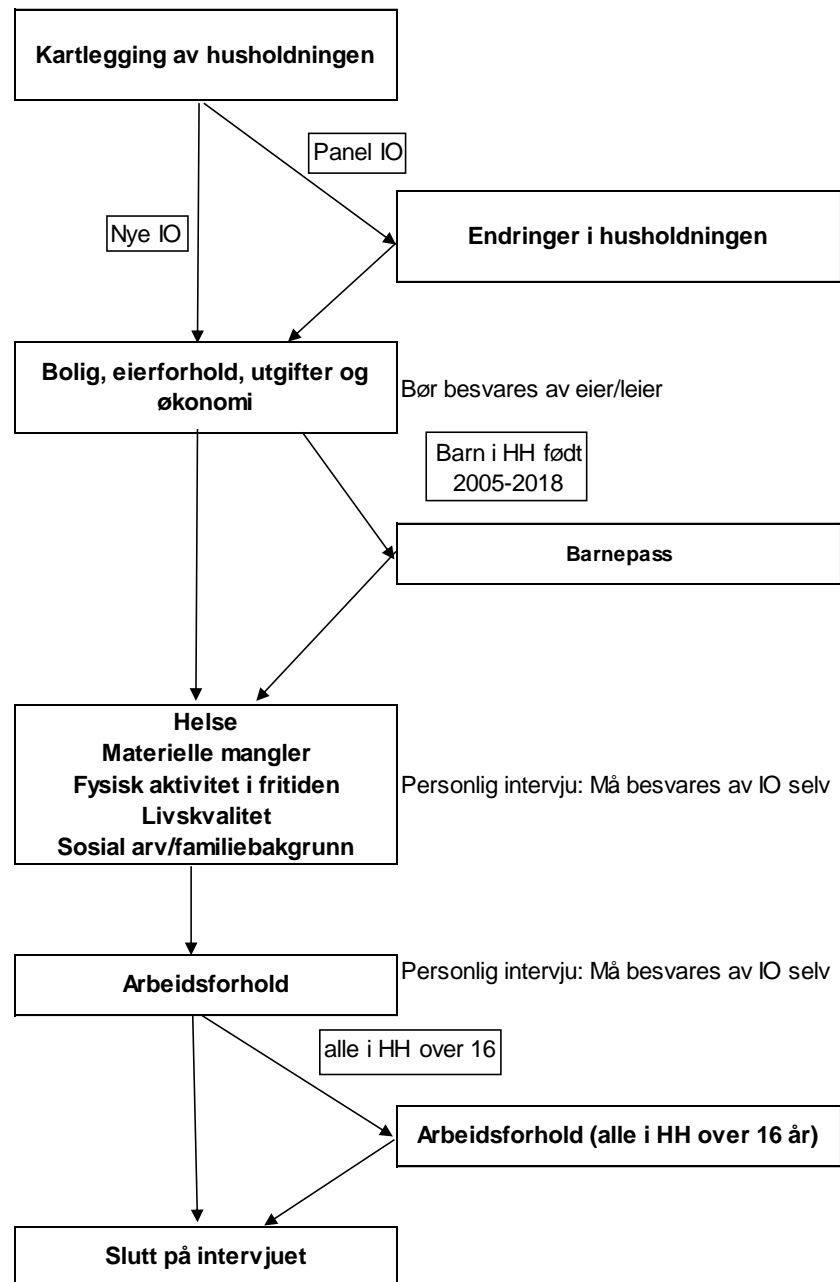 Kartlegging av husholdningen
Panel IO
Nye IO
Endringer i husholdningen
Bolig, eierforhold, utgifter og
økonomi
Bør besvares av eier/leier
Barn i HH født
2005-2018
Barnepass
Helse
Materielle mangler
Fysisk aktivitet i fritiden
Livskvalitet
Sosial arv/familiebakgrunn
Personlig intervju: Må besvares av IO selv
Arbeidsforhold
Personlig intervju: Må besvares av IO selv
alle i HH over 16
Arbeidsforhold (alle i HH over 16 år)
Slutt på intervjuet